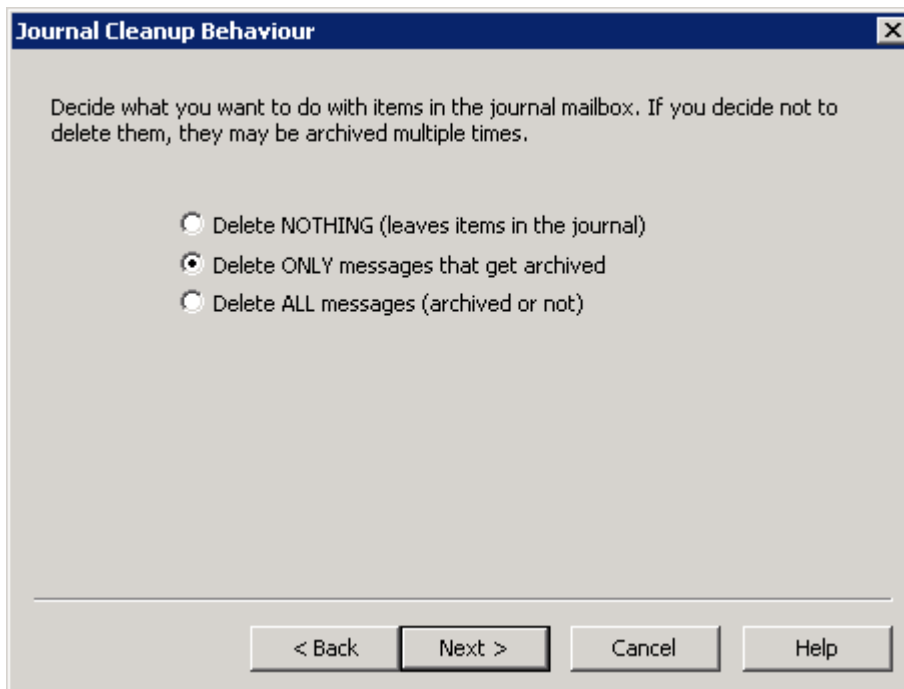 Journal Cleanup Behaviour
Decide what you want to do with items in the journal mailbox. If you decide not to
delete them, they may be archived multiple times.
Delete NOTHING (leaves items in the journal)
Delete ONLY messages that get archived
Delete ALL messages (archived or not)
< Back Next > Cancel Help